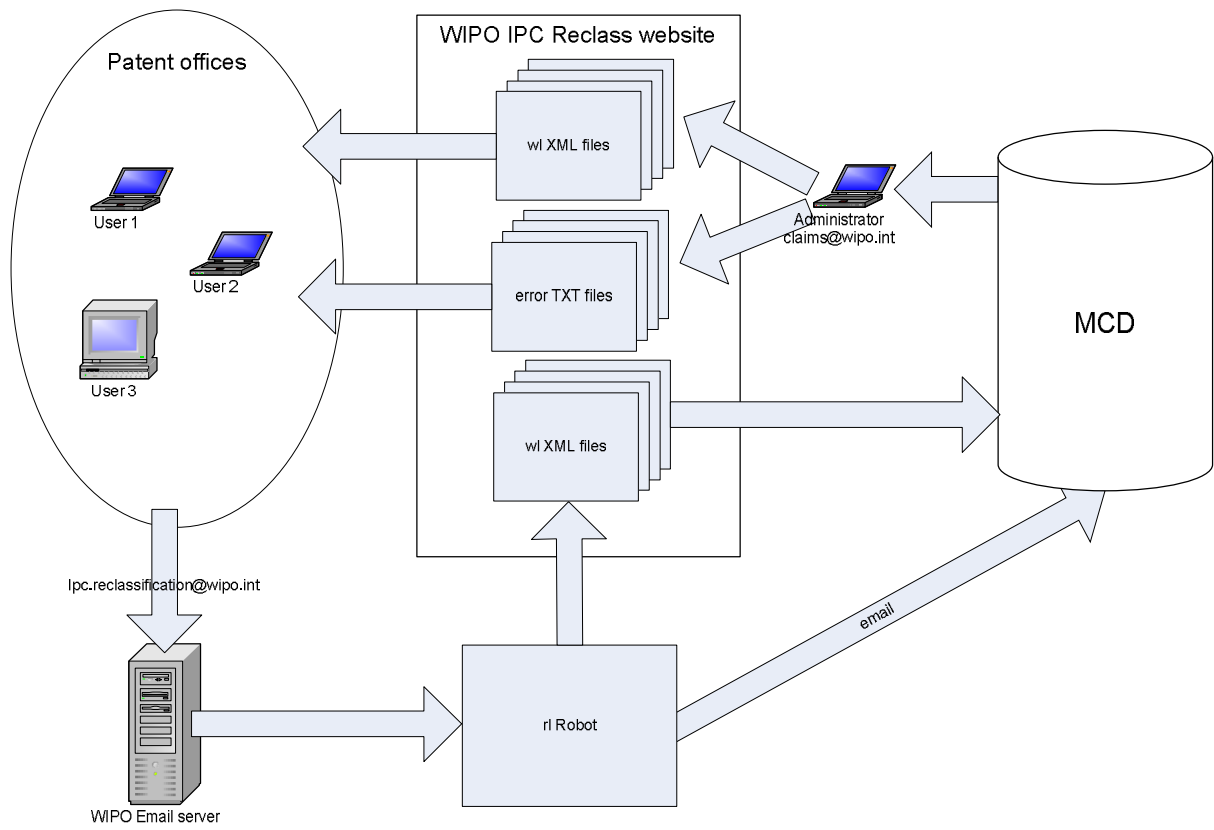 WIPO IPC Reclass website
Patent offices
wl XML files
User 1
Administrator
claims@wipo.int
User 2
error TXT files
MCD
User 3
wl XML files
Ipc.reclassification@wipo.int
email
rl Robot
WIPO Email server